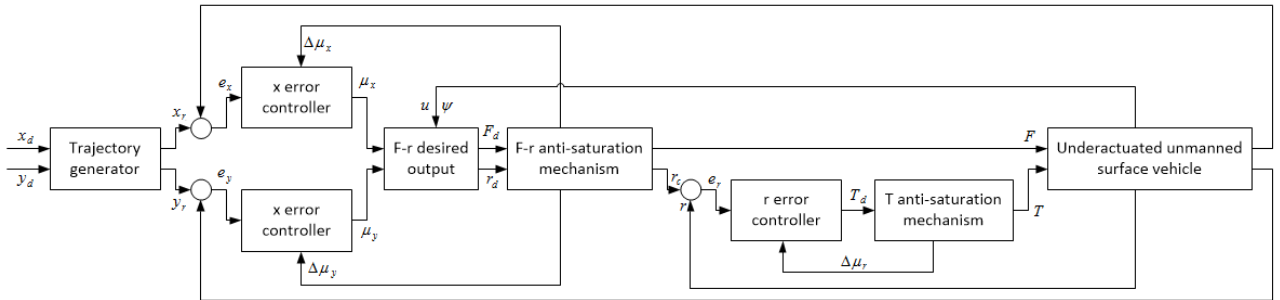 Δμx
ex
x error
controller
μx
xr
u ψ
xd
Trajectory
generator
F-r desired
output
Fd
F-r anti-saturation
mechanism
F
Underactuated unmanned
surface vehicle
yd
ey
rd
rc
er
yr
r
r error
controller
Td
T anti-saturation
mechanism
T
x error
controller
μy
Δμy
Δμr